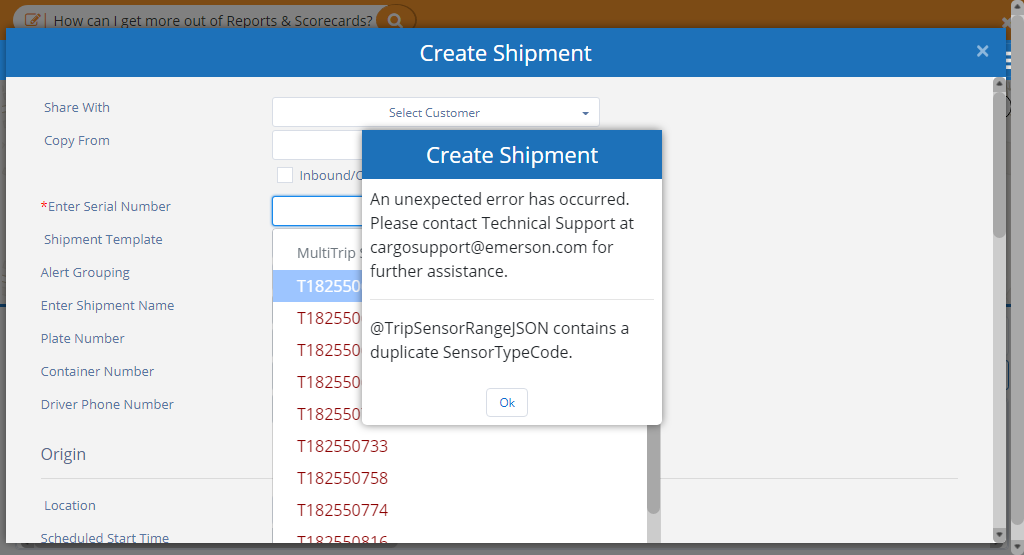 How can I get more out of Reports & Scorecards?
Create Shipment
×
Share With
Select Customer
Copy From
Inbound/
*Enter Serial Number
Shipment Template
Alert Grouping
Enter Shipment Name
Plate Number
Container Number
Driver Phone Number
MultiTrip
T182550
T182550
T182550
T182550
T182550
T182550733
T182550758
T182550774
T182550816
Create Shipment
An unexpected error has occurred.
Please contact Technical Support at
cargosupport@emerson.com for
further assistance.
@TripSensorRangeJSON contains a
duplicate SensorTypeCode.
Ok
Origin
Location
Scheduled Start Time